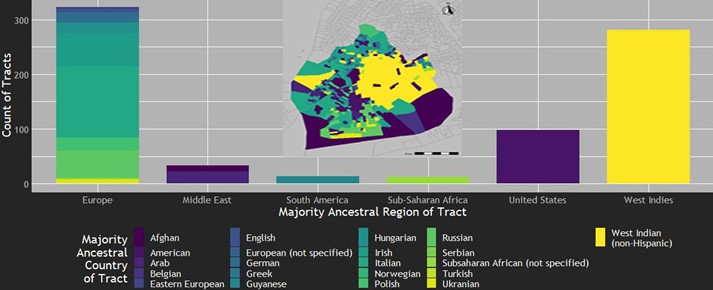 300
200
100
0
Count of Tracts
Europe
Middle East
South America
Sub-Saharan Africa
United States
West Indies
Majority Ancestral Region of Tract
Majority
Ancestral
Country
of Tract
Afghan
American
Arab
Belgian
Eastern European
English
European (not specified)
German
Greek
Guyanese
Hungarian
Irish
Italian
Norwegian
Polish
Russian
Serbian
Subsaharan African (not specified)
Turkish
Ukranian
West Indian
(non-Hispanic)